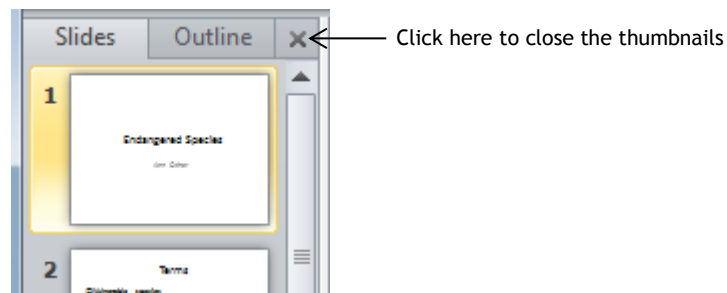 Slides Outline
Click here to close the thumbnails
1
Endangered Species
2
Terms